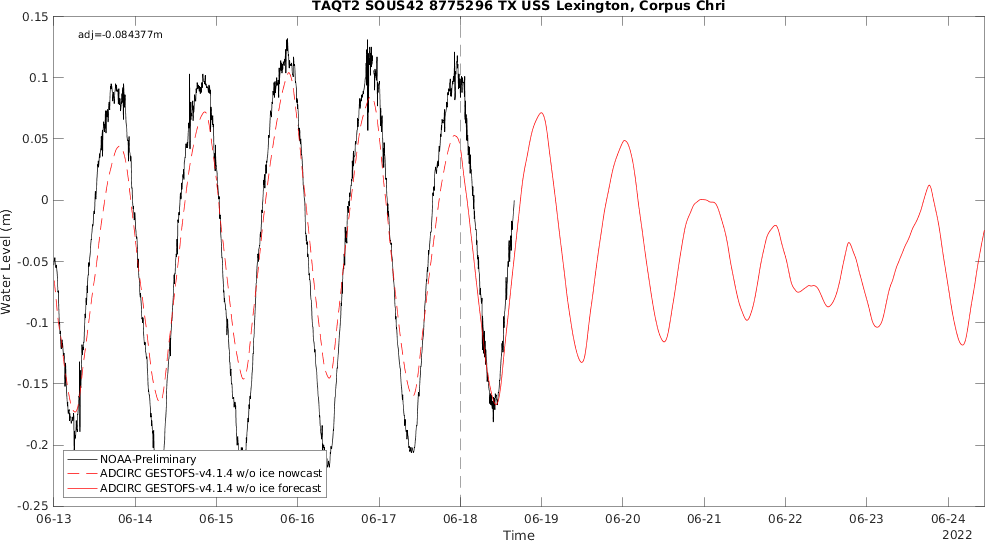 TAQT2 SOUS42 8775296 TX USS Lexington, Corpus Chri
adj=-0.084377m
0.15
0.1
0.05
0
-0.05
-0.1
-0.15
-0.2
-0.25
Water Level (m)
NOAA-Preliminary
ADCIRC GESTOFS-v4.1.4 w/o ice nowcast
ADCIRC GESTOFS-v4.1.4 w/o ice forecast
06-13 06-14 06-15 06-16 06-17 06-18 06-19 06-20 06-21 06-22 06-23 06-24
Time
2022